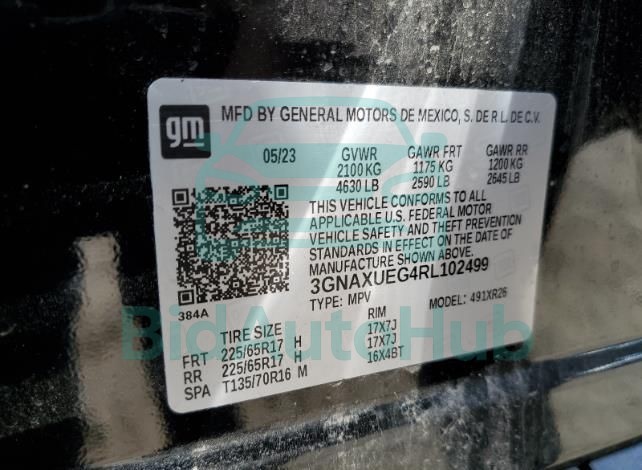 gm MFD BY GENERAL MOTORS DE MEXICO, S. DE R L. DE C.V.
05/23 GVWR GAWR FRT GAWR RR
2100 KG 1175 KG 1200 KG
4630 LB 2590 LB 2645 LB
THIS VEHICLE CONFORMS TO ALL
APPLICABLE U.S. FEDERAL MOTOR
VEHICLE SAFETY AND THEFT PREVENTION
STANDARDS IN EFFECT ON THE DATE OF
MANUFACTURE SHOWN ABOVE.
3GNAXUEG4RL102499
384A TYPE: MPV MODEL: 491XR26
BidAutoHub
TIRE SIZE RIM
FRT 225/65R17 H 17X7J
RR 225/65R17 H 17X7J
SPA T135/70R16 M 16X4BT